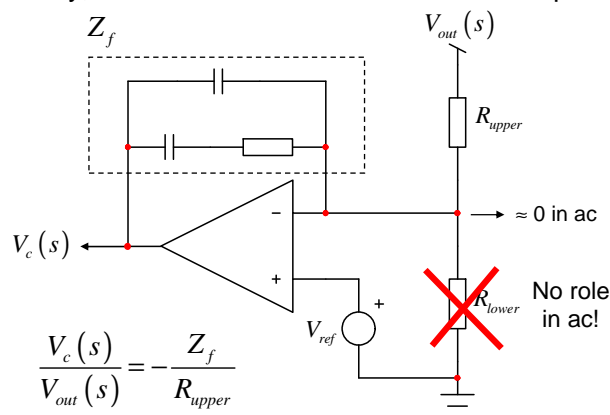 Z_f
V_out(s)
R_upper
−
≈ 0 in ac
V_c(s)
+
+
R_lower
No role
in ac!
V_ref
V_c(s)/V_out(s) = −Z_f/R_upper